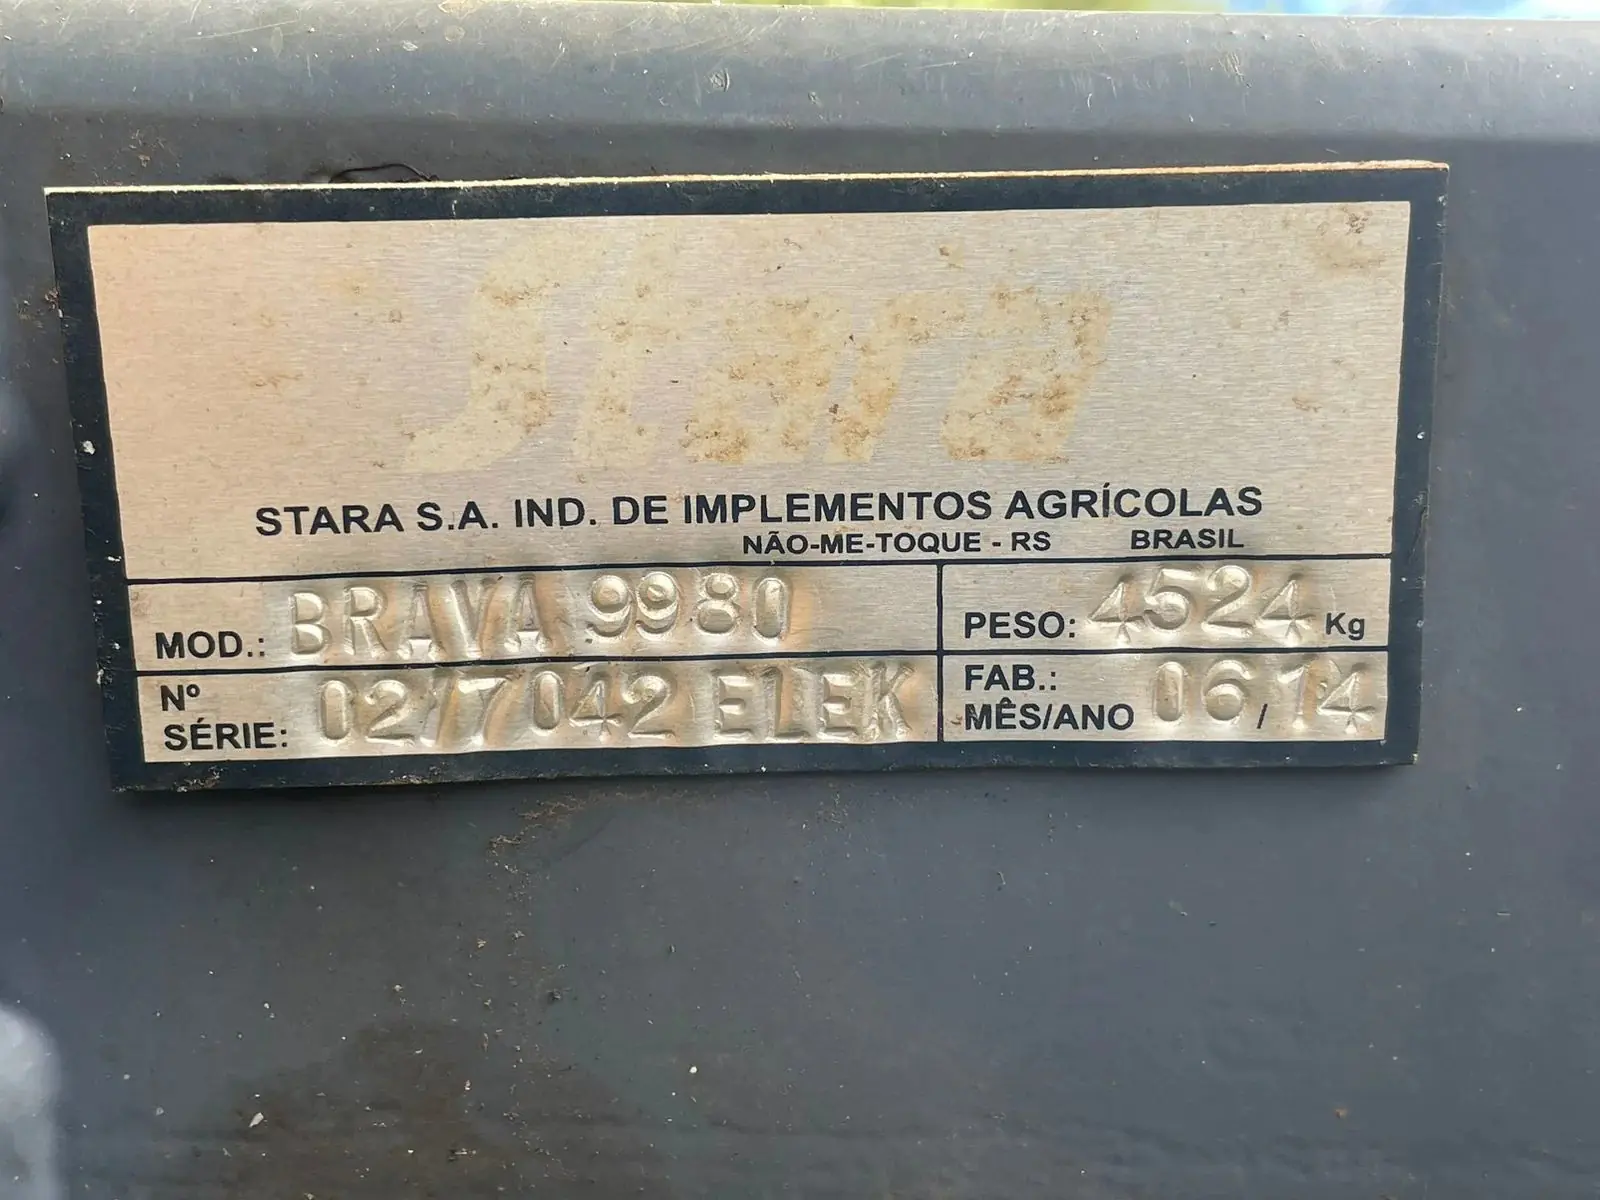 Stara
STARA S.A. IND. DE IMPLEMENTOS AGRÍCOLAS
NÃO-ME-TOQUE - RS BRASIL
MOD.: BRAVA 9980 PESO: 4524 Kg
Nº SÉRIE: 02/7042 ELEK FAB.: MÊS/ANO 06/14